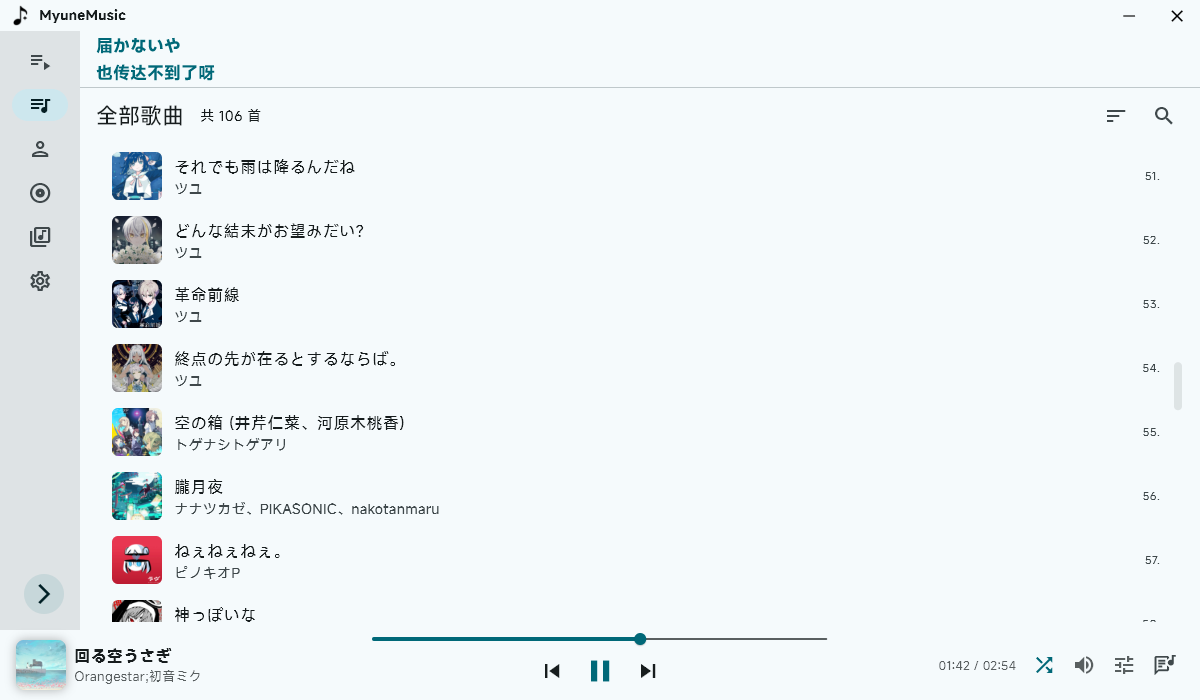 MyuneMusic
届かないや
也传达不到了呀
全部歌曲 共 106 首
それでも雨は降るんだね
ツユ
51.
どんな結末がお望みだい?
ツユ
52.
革命前線
ツユ
53.
終点の先が在るとするならば。
ツユ
54.
空の箱 (井芹仁菜、河原木桃香)
トゲナシトゲアリ
55.
朧月夜
ナナツカゼ、PIKASONIC、nakotanmaru
56.
ねぇねぇねぇ。
ピノキオP
57.
神っぽいな
回る空うさぎ
Orangestar;初音ミク
01:42 / 02:54